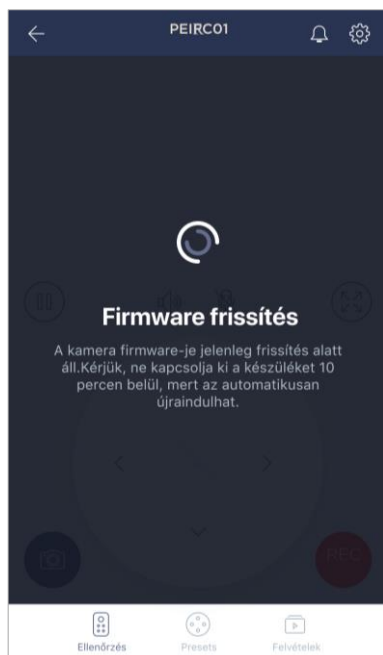 PEIRC01
Firmware frissítés
A kamera firmware-je jelenleg frissítés alatt
áll.Kérjük, ne kapcsolja ki a készüléket 10
percen belül, mert az automatikusan
újraindulhat.
REC
Ellenőrzés
Presets
Felvételek